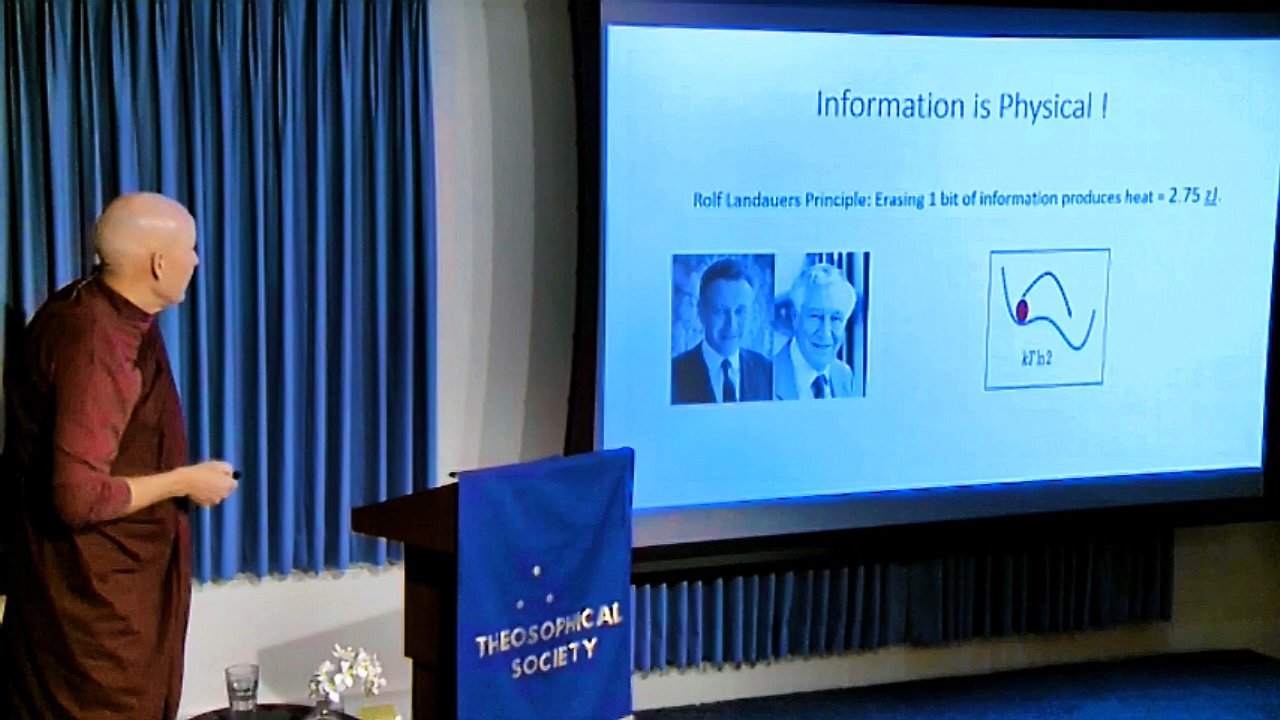 Information is Physical !
Rolf Landauers Principle: Erasing 1 bit of information produces heat = 2.75 zJ.
kT ln2
THEOSOPHICAL
SOCIETY